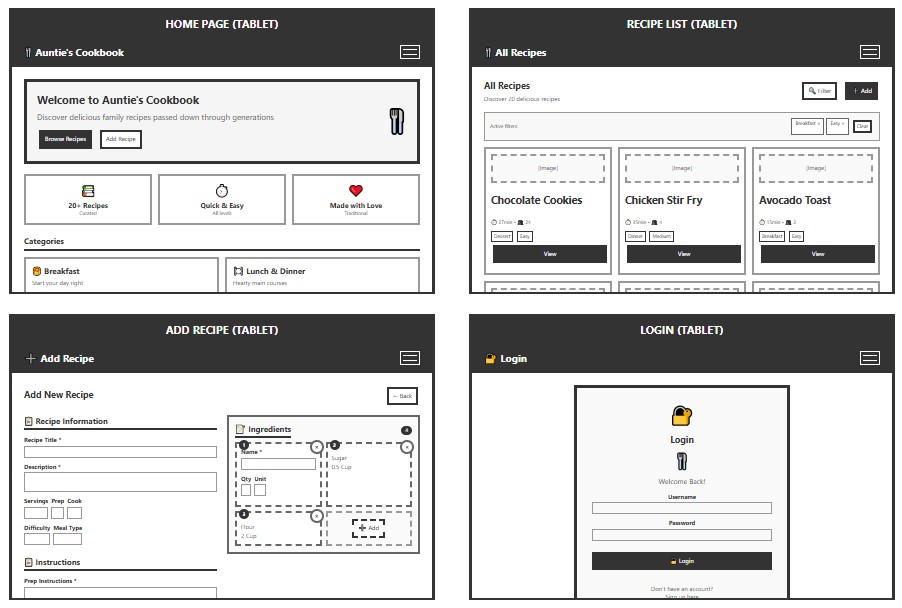 HOME PAGE (TABLET)
Auntie's Cookbook
Welcome to Auntie's Cookbook
Discover delicious family recipes passed down through generations
Browse Recipes
Add Recipe
20+ Recipes
Curated
Quick & Easy
All levels
Made with Love
Traditional
Categories
Breakfast
Start your day right
Lunch & Dinner
Hearty main courses
RECIPE LIST (TABLET)
All Recipes
All Recipes
Discover 20 delicious recipes
Filter
+ Add
Active filters:
Breakfast ×
Easy ×
Clear
[Image]
[Image]
[Image]
Chocolate Cookies
Chicken Stir Fry
Avocado Toast
27min • 24
35min • 4
15min • 2
Dessert Easy
Dinner Medium
Breakfast Easy
View
View
View
ADD RECIPE (TABLET)
Add Recipe
Add New Recipe
← Back
Recipe Information
Recipe Title *
Description *
Servings Prep Cook
Difficulty Meal Type
Instructions
Prep Instructions *
Ingredients
4
1
×
Name *
Qty Unit
2
×
Sugar
0.5 Cup
3
×
Flour
2 Cup
+ Add
LOGIN (TABLET)
Login
Login
Welcome Back!
Username
Password
Login
Don't have an account?
Sign up here